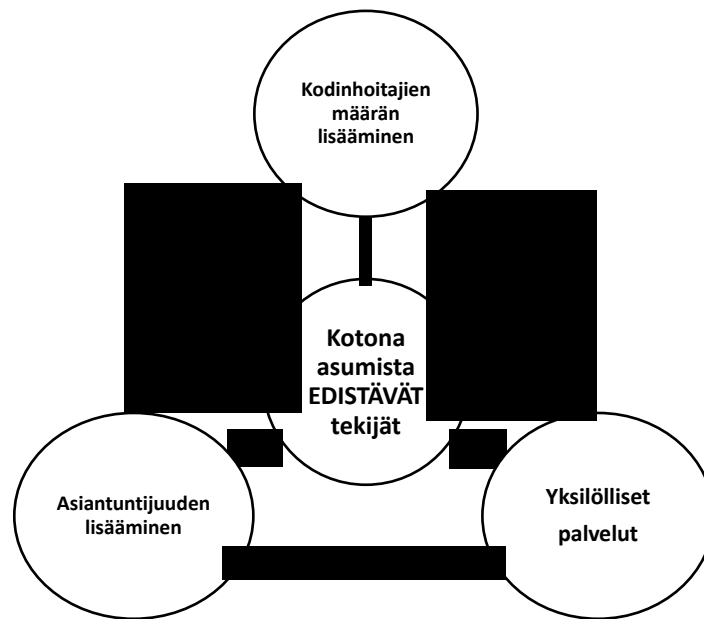 Kodinhoitajien
määrän
lisääminen
Kotona
asumista
EDISTÄVÄT
tekijät
Asiantuntijuuden
lisääminen
Yksilölliset
palvelut